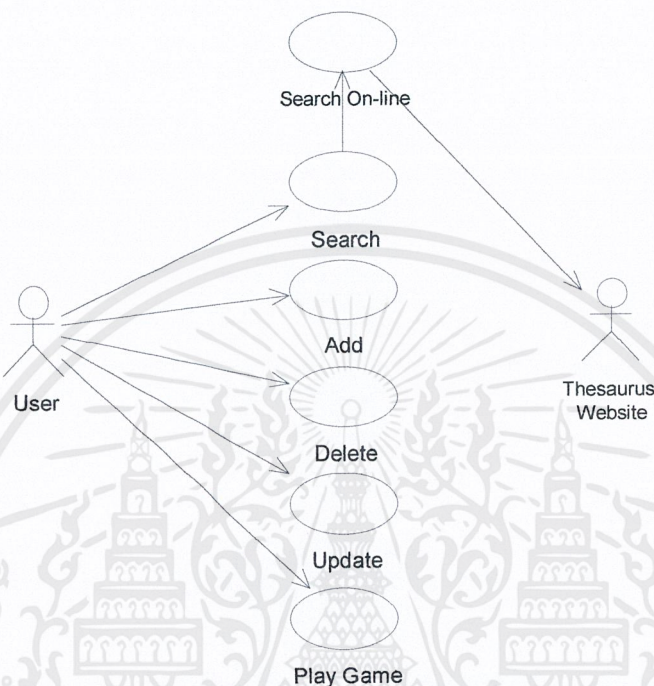 Search On-line
Search
Add
User
Thesaurus
Website
Delete
Update
Play Game